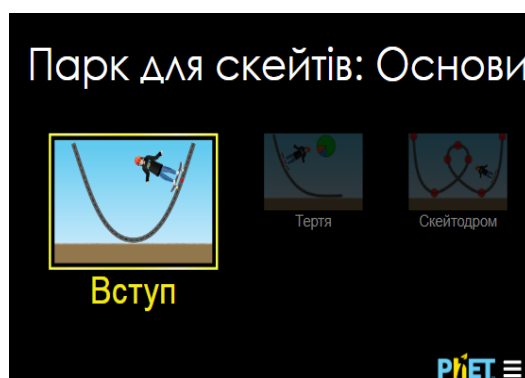 Парк для скейтів: Основи
Вступ
Тертя
Скейтодром
PhET